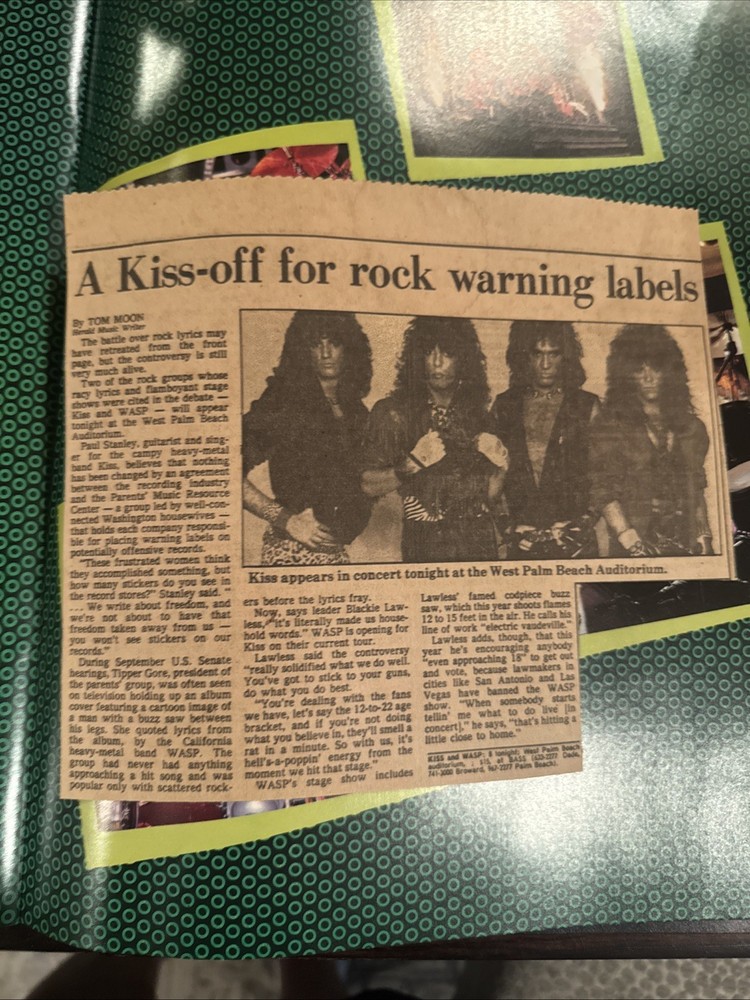 A Kiss-off for rock warning labels
By TOM MOON
Herald Music Writer
The battle over rock lyrics may
have retreated from the front
page, but the controversy is still
very much alive.
Two of the rock groups whose
racy lyrics and flamboyant stage
shows were cited in the debate —
Kiss and WASP — will appear
tonight at the West Palm Beach
Auditorium.
Paul Stanley, guitarist and sing-
er for the campy heavy-metal
band Kiss, believes that nothing
has been changed by an agreement
between the recording industry
and the Parents' Music Resource
Center — a group led by well-con-
nected Washington housewives —
that holds each company responsi-
ble for placing warning labels on
potentially offensive records.
"These frustrated women think
they accomplished something, but
how many stickers do you see in
the record stores?" Stanley said. "
. . . We write about freedom, and
we're not about to have that
freedom taken away from us —
you won't see stickers on our
records."
During September U.S. Senate
hearings, Tipper Gore, president of
the parents' group, was often seen
on television holding up an album
cover featuring a cartoon image of
a man with a buzz saw between
his legs. She quoted lyrics from
the album, by the California
heavy-metal band WASP. The
group had never had anything
approaching a hit song and was
popular only with scattered rock-
Kiss appears in concert tonight at the West Palm Beach Auditorium.
ers before the lyrics fray.
Now, says leader Blackie Law-
less, "it's literally made us house-
hold words." WASP is opening for
Kiss on their current tour.
Lawless said the controversy
"really solidified what we do well.
You've got to stick to your guns,
do what you do best.
"You're dealing with the fans
we have, let's say the 12-to-22 age
bracket, and if you're not doing
what you believe in, they'll smell a
rat in a minute. So with us, it's
hell's-a-poppin' energy from the
moment we hit that stage."
WASP's stage show includes
Lawless' famed codpiece buzz
saw, which this year shoots flames
12 to 15 feet in the air. He calls his
line of work "electric vaudeville."
Lawless adds, though, that this
year he's encouraging anybody
"even approaching 18" to get out
and vote, because lawmakers in
cities like San Antonio and Las
Vegas have banned the WASP
show. "When somebody starts
tellin' me what to do live [in
concert]," he says, "that's hitting a
little close to home."
KISS and WASP: 8 tonight; West Palm Beach
auditorium, $15, at BASS (633-2277 Dade,
741-3000 Broward, 967-2277 Palm Beach).